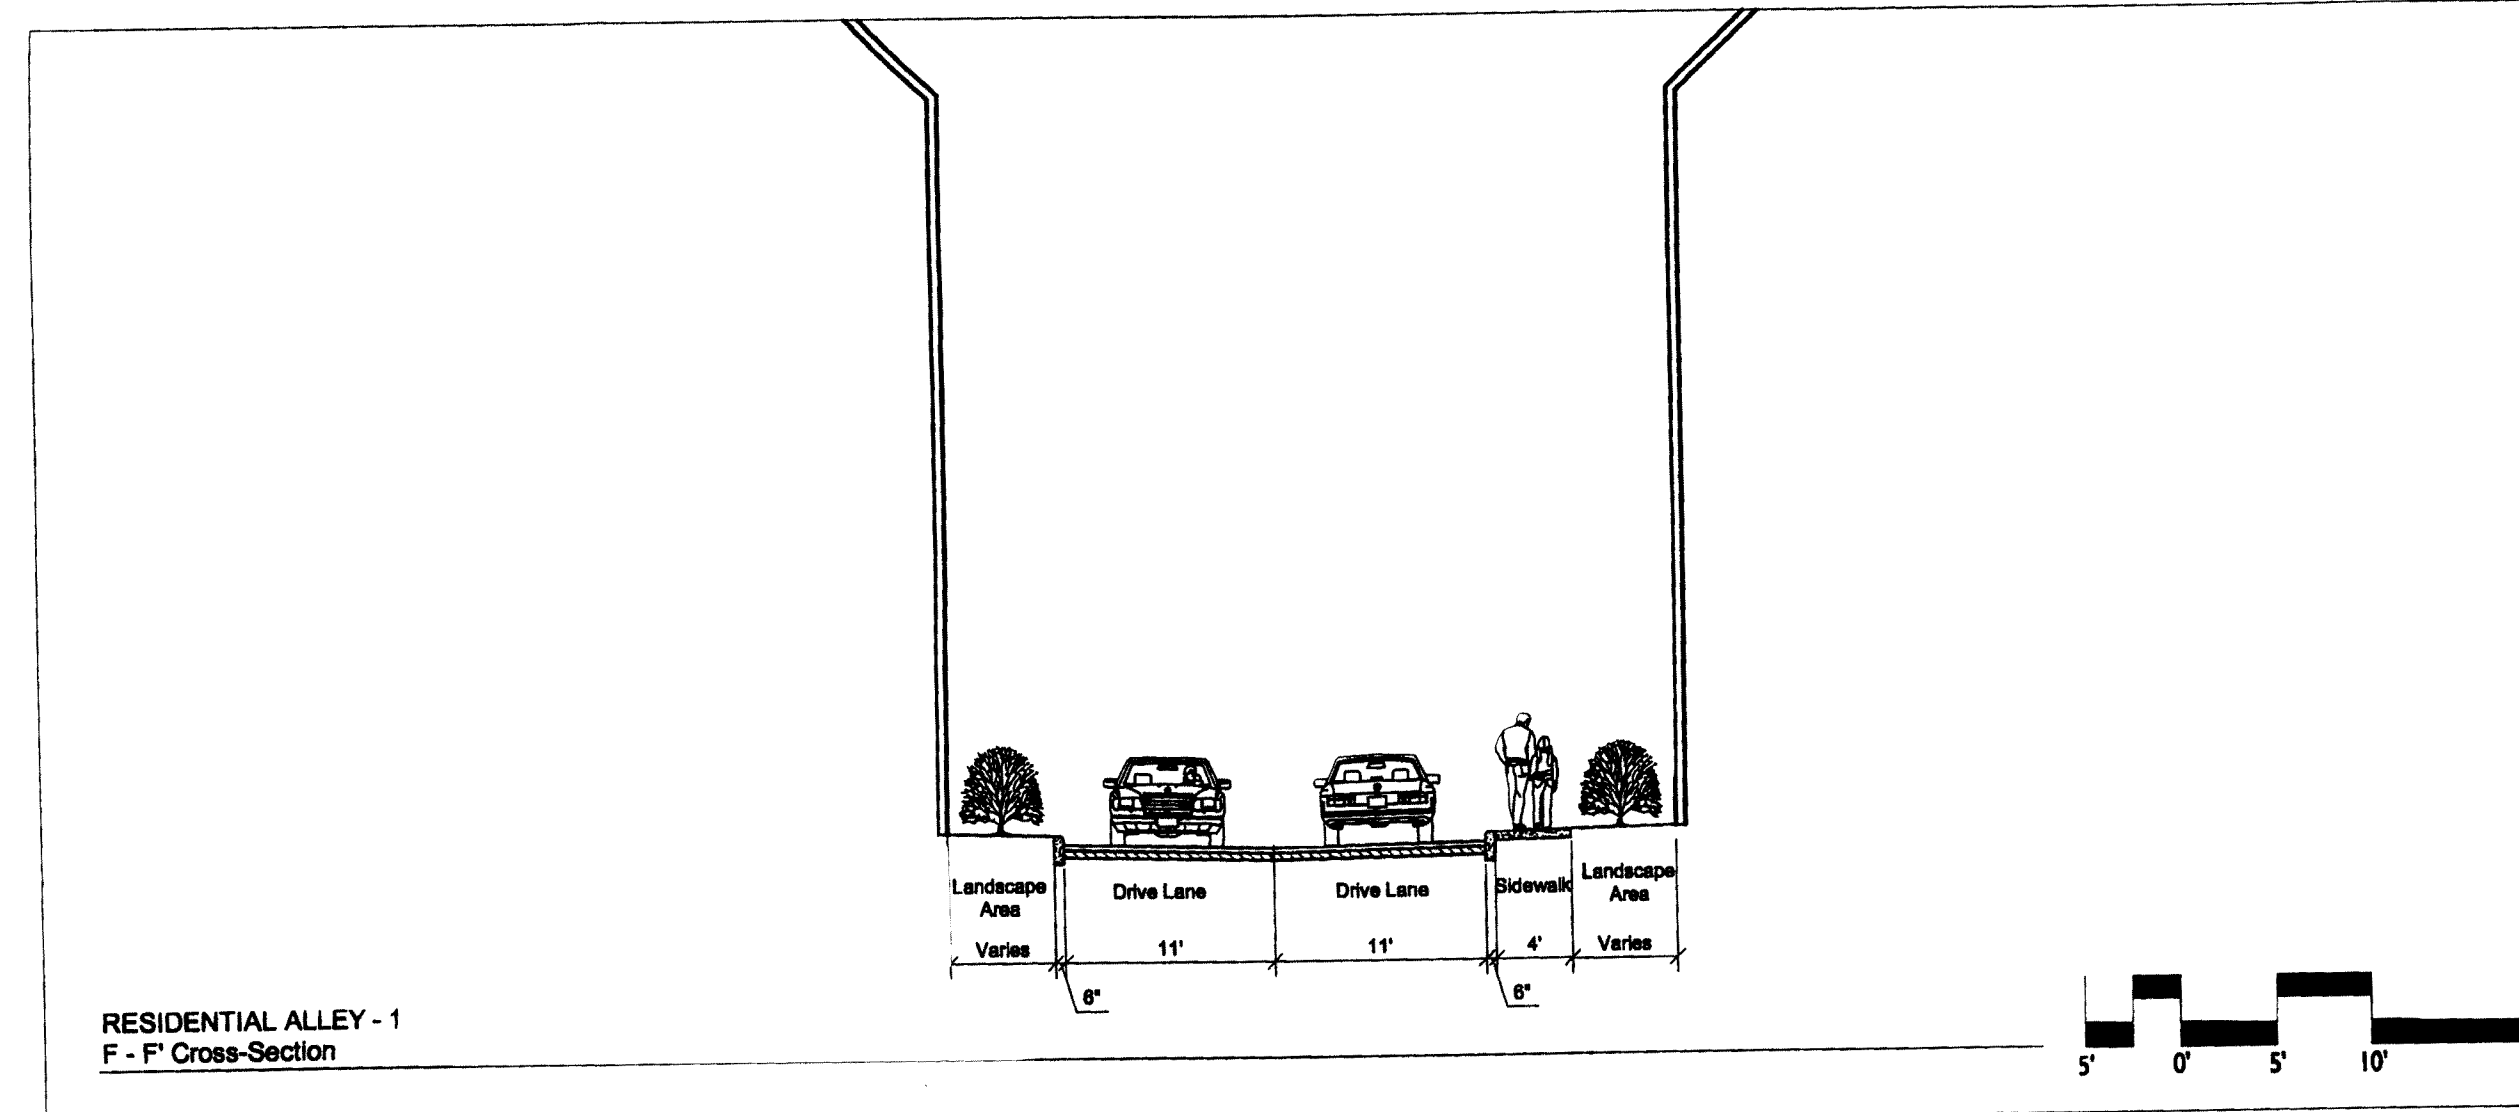 Landscape
Area
Varies
Drive Lane
11'
Drive Lane
11'
Sidewalk
4'
Landscape
Area
Varies
6"
6"
RESIDENTIAL ALLEY - 1
F - F' Cross-Section
5' 0' 5' 10'